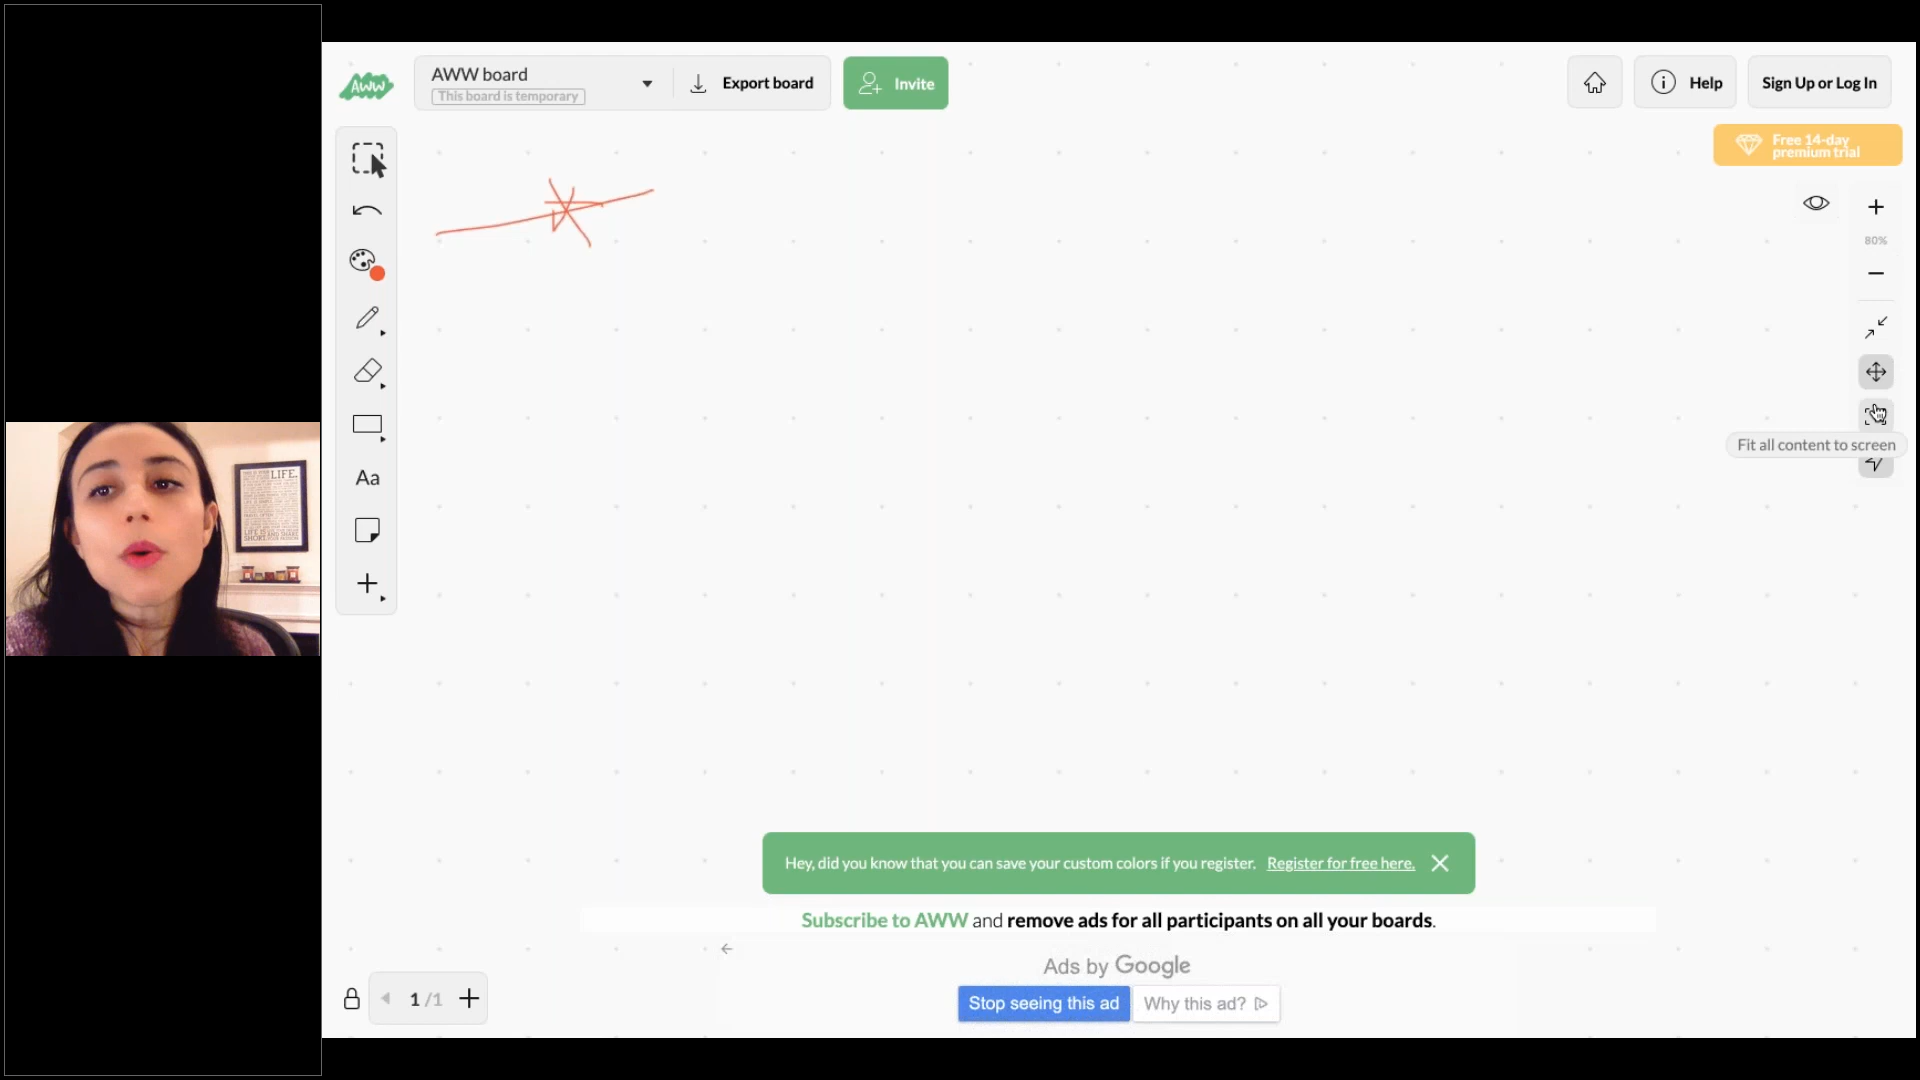 AWW
AWW board
This board is temporary
Export board
Invite
Help
Sign Up or Log In
Free 14-day
premium trial
80%
Fit all content to screen
Aa
LIFE.
Hey, did you know that you can save your custom colors if you register. Register for free here.
Subscribe to AWW and remove ads for all participants on all your boards.
Ads by Google
Stop seeing this ad
Why this ad?
1 /1